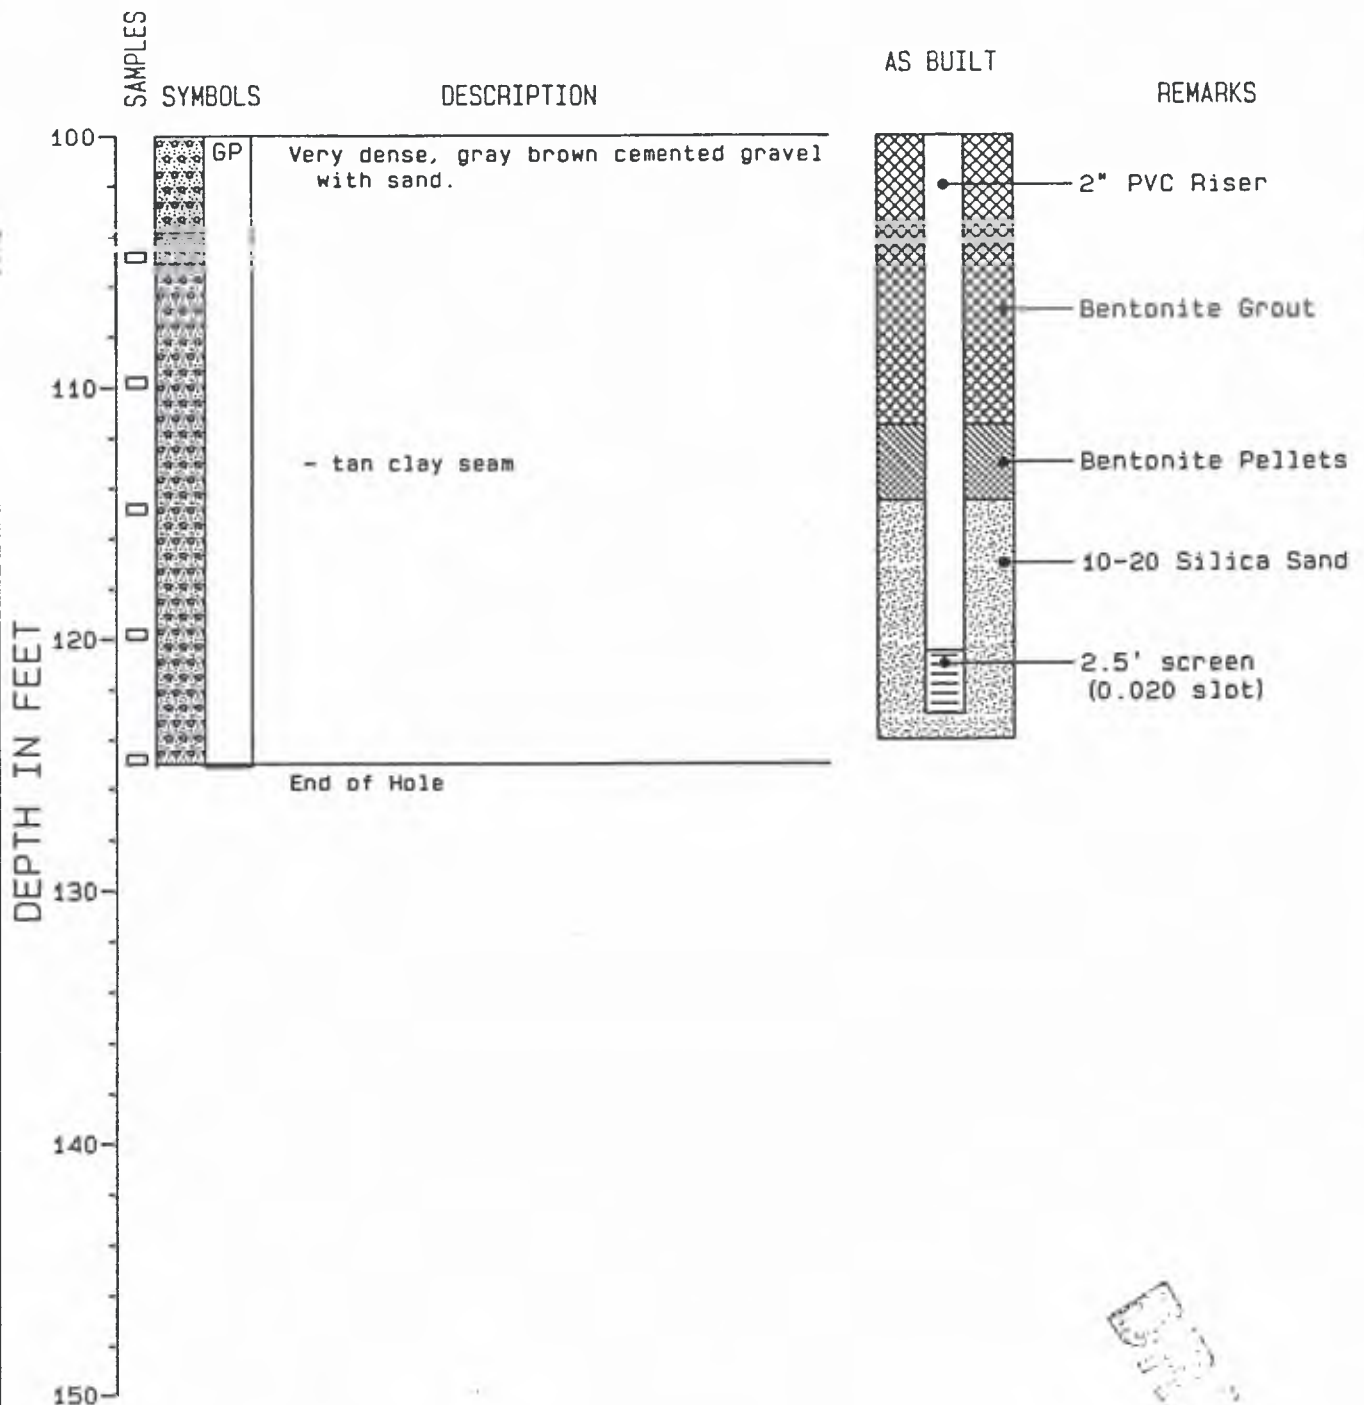 SAMPLES
SYMBOLS
DESCRIPTION
AS BUILT
REMARKS
DEPTH IN FEET
100
GP
Very dense, gray brown cemented gravel
with sand.
2" PVC Riser
Bentonite Grout
110
- tan clay seam
Bentonite Pellets
10-20 Silica Sand
120
2.5' screen
(0.020 slot)
End of Hole
130
140
150